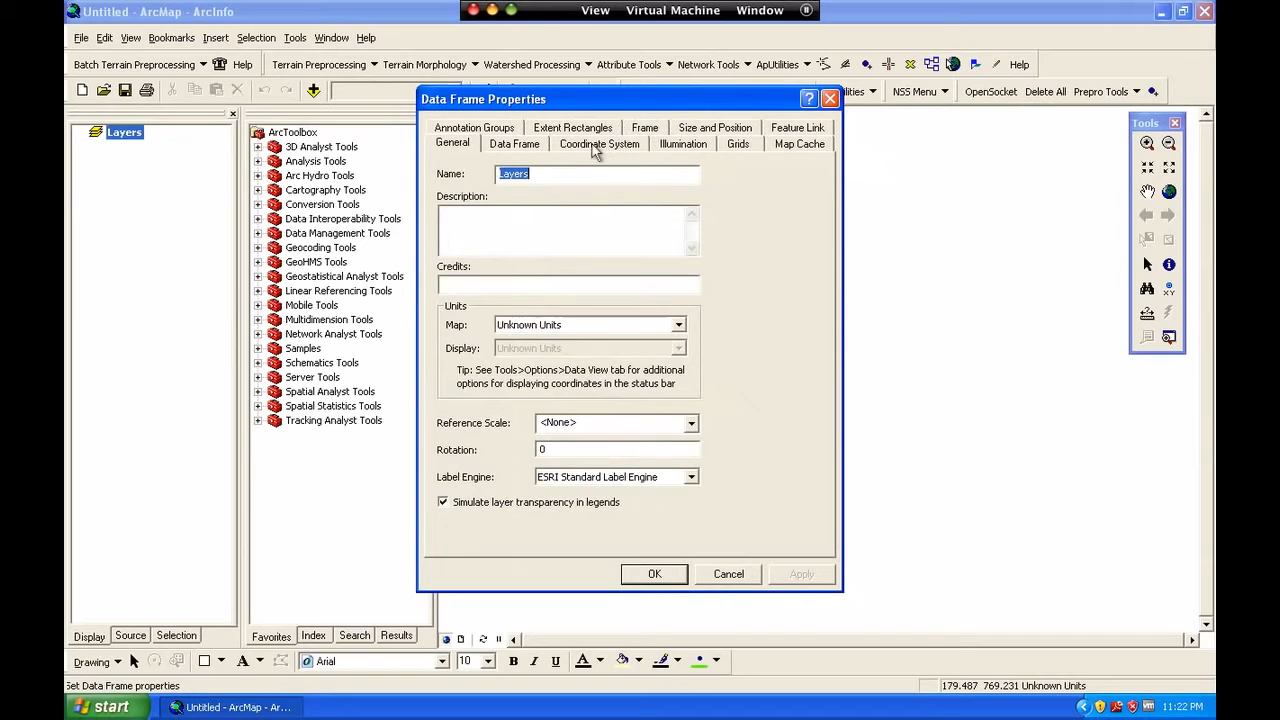 Untitled - ArcMap - ArcInfo
View Virtual Machine Window
File Edit View Bookmarks Insert Selection Tools Window Help
Batch Terrain Preprocessing Help Terrain Preprocessing Terrain Morphology Watershed Processing Attribute Tools Network Tools ApUtilities Help
ilities NSS Menu OpenSocket Delete All Prepro Tools
Layers
ArcToolbox
3D Analyst Tools
Analysis Tools
Arc Hydro Tools
Cartography Tools
Conversion Tools
Data Interoperability Tools
Data Management Tools
Geocoding Tools
GeoHMS Tools
Geostatistical Analyst Tools
Linear Referencing Tools
Mobile Tools
Multidimension Tools
Network Analyst Tools
Samples
Schematics Tools
Server Tools
Spatial Analyst Tools
Spatial Statistics Tools
Tracking Analyst Tools
Data Frame Properties
Annotation Groups Extent Rectangles Frame Size and Position Feature Link
General Data Frame Coordinate System Illumination Grids Map Cache
Name: Layers
Description:
Credits:
Units
Map: Unknown Units
Display: Unknown Units
Tip: See Tools>Options>Data View tab for additional
options for displaying coordinates in the status bar
Reference Scale: <None>
Rotation: 0
Label Engine: ESRI Standard Label Engine
Simulate layer transparency in legends
OK Cancel Apply
Tools
XY
Display Source Selection
Favorites Index Search Results
Drawing A Arial 10 B I U A
Set Data Frame properties
179.487 769.231 Unknown Units
start Untitled - ArcMap - Ar... 11:22 PM